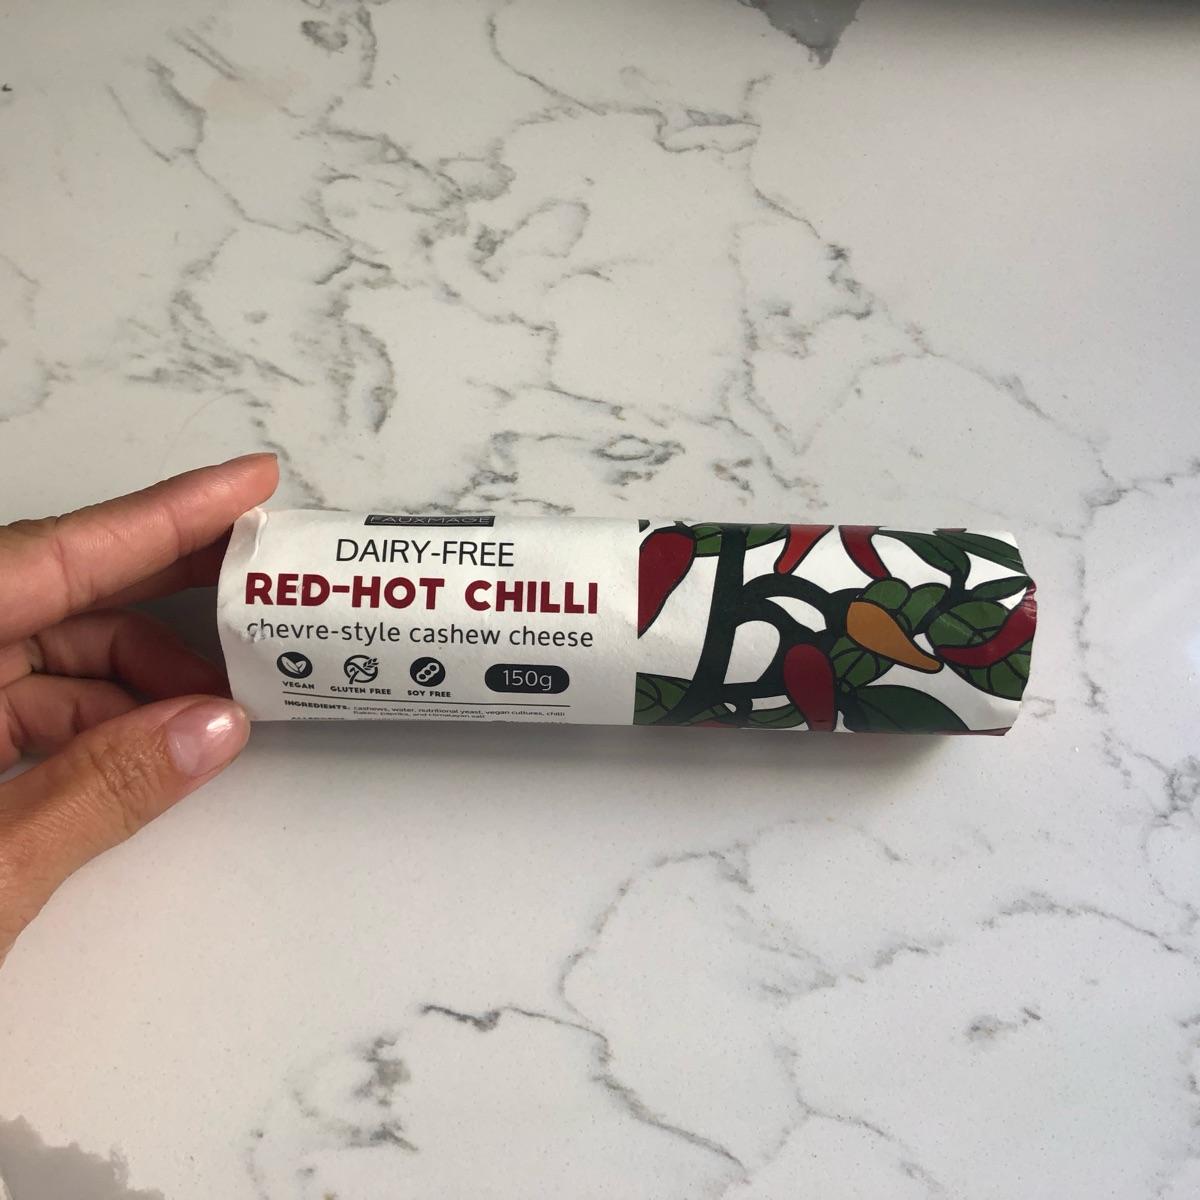 FAUXMAGE
DAIRY-FREE
RED-HOT CHILLI
chevre-style cashew cheese
VEGAN
GLUTEN FREE
SOY FREE
150g
INGREDIENTS: cashews, water, nutritional yeast, vegan cultures, chilli
flakes, paprika, and himalayan salt